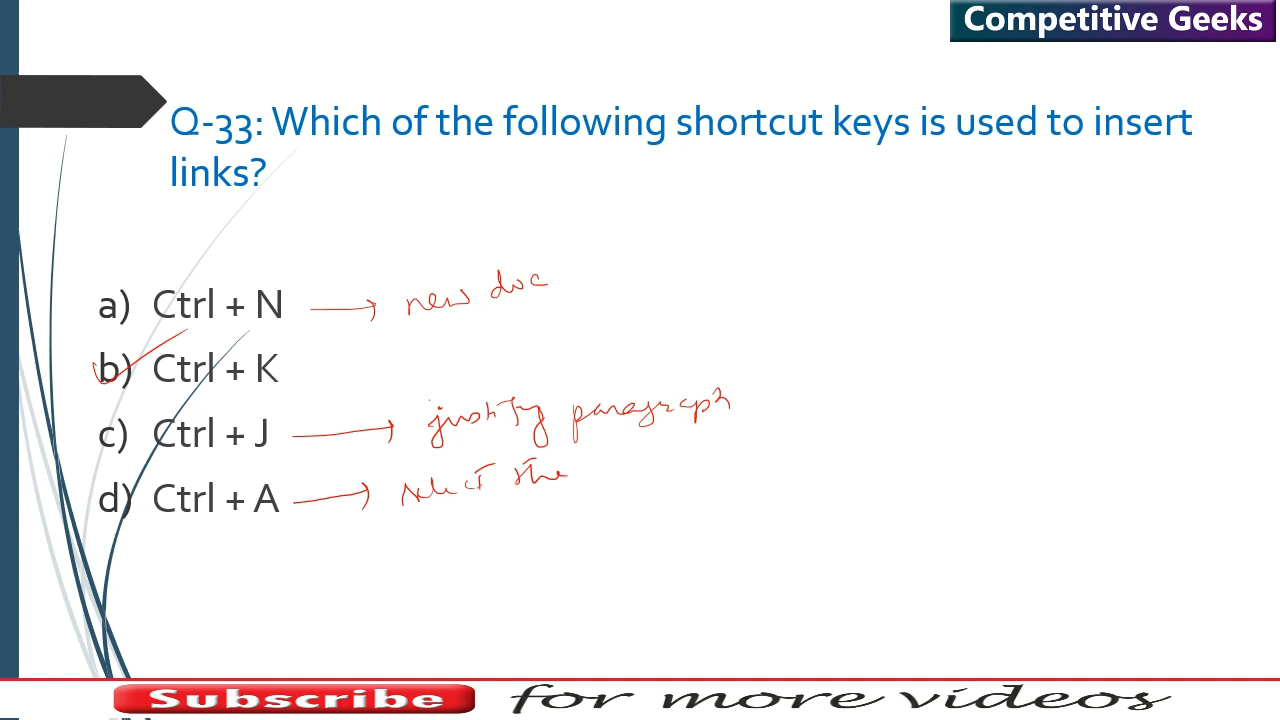 Competitive Geeks
Q-33: Which of the following shortcut keys is used to insert
links?
a) Ctrl + N → new doc
b) Ctrl + K
c) Ctrl + J → justify paragraph
d) Ctrl + A → select the
Subscribe for more videos